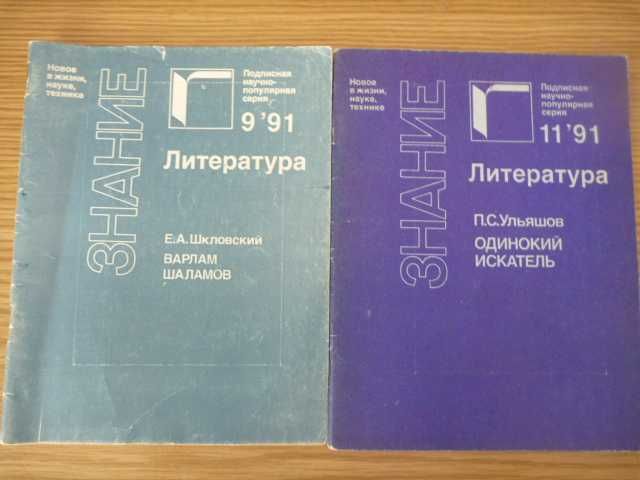 Новое
в жизни,
науке,
технике
ЗНАНИЕ
Подписная
научно-
популярная
серия
9 '91
Литература
Е.А.Шкловский
ВАРЛАМ
ШАЛАМОВ
Новое
в жизни,
науке,
технике
ЗНАНИЕ
Подписная
научно-
популярная
серия
11 '91
Литература
П.С.Ульяшов
ОДИНОКИЙ
ИСКАТЕЛЬ